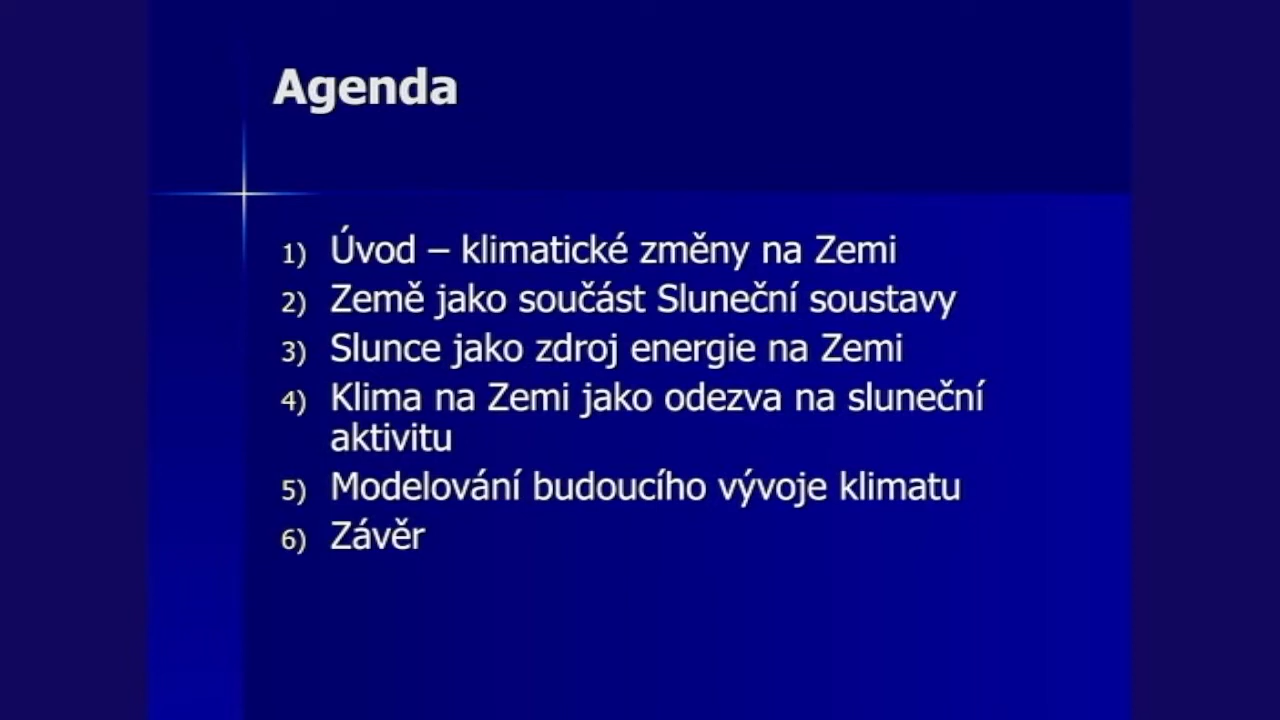 Agenda
1) Úvod – klimatické změny na Zemi
2) Země jako součást Sluneční soustavy
3) Slunce jako zdroj energie na Zemi
4) Klima na Zemi jako odezva na sluneční
aktivitu
5) Modelování budoucího vývoje klimatu
6) Závěr